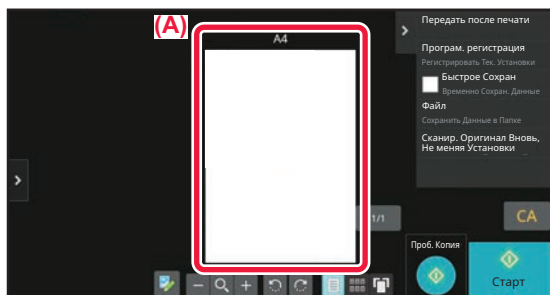 (A)
A4
Передать после печати
Програм. регистрация
Регистрировать Тек. Установки
Быстрое Сохран
Временно Сохран. Данные
Файл
Сохранить Данные в Папке
Сканир. Оригинал Вновь,
Не меняя Установки
1/1
CA
Проб. Копия
Старт